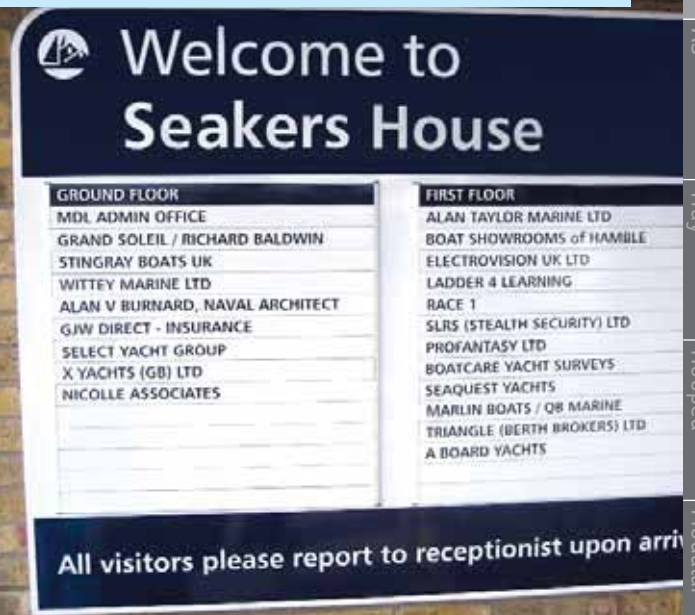 Welcome to
Seakers House
GROUND FLOOR
MDL ADMIN OFFICE
GRAND SOLEIL / RICHARD BALDWIN
STINGRAY BOATS UK
WITTEY MARINE LTD
ALAN V BURNARD, NAVAL ARCHITECT
GJW DIRECT - INSURANCE
SELECT YACHT GROUP
X YACHTS (GB) LTD
NICOLLE ASSOCIATES
FIRST FLOOR
ALAN TAYLOR MARINE LTD
BOAT SHOWROOMS of HAMBLE
ELECTROVISION UK LTD
LADDER 4 LEARNING
RACE 1
SLRS (STEALTH SECURITY) LTD
PROFANTASY LTD
BOATCARE YACHT SURVEYS
SEAQUEST YACHTS
MARLIN BOATS / QB MARINE
TRIANGLE (BERTH BROKERS) LTD
A BOARD YACHTS
All visitors please report to receptionist upon